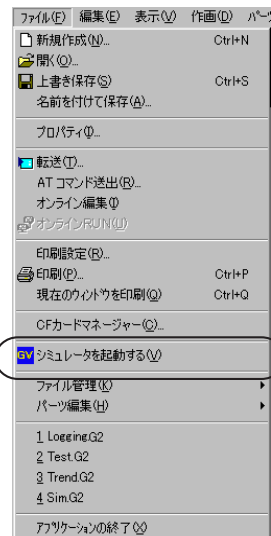 ファイル(F) 編集(E) 表示(V) 作画(D) パーツ
新規作成(N)... Ctrl+N
開く(O)...
上書き保存(S) Ctrl+S
名前を付けて保存(A)...
プロパティ(I)...
転送(T)...
AT コマンド送出(R)...
オンライン編集(I)
オンラインRUN(U)
印刷設定(R)...
印刷(P)... Ctrl+P
現在のウィンドウを印刷(Q) Ctrl+Q
CFカードマネージャー(C)...
GV シミュレータを起動する(V)
ファイル管理(K)
パーツ編集(H)
1 Logging.G2
2 Test.G2
3 Trend.G2
4 Sim.G2
アプリケーションの終了(X)